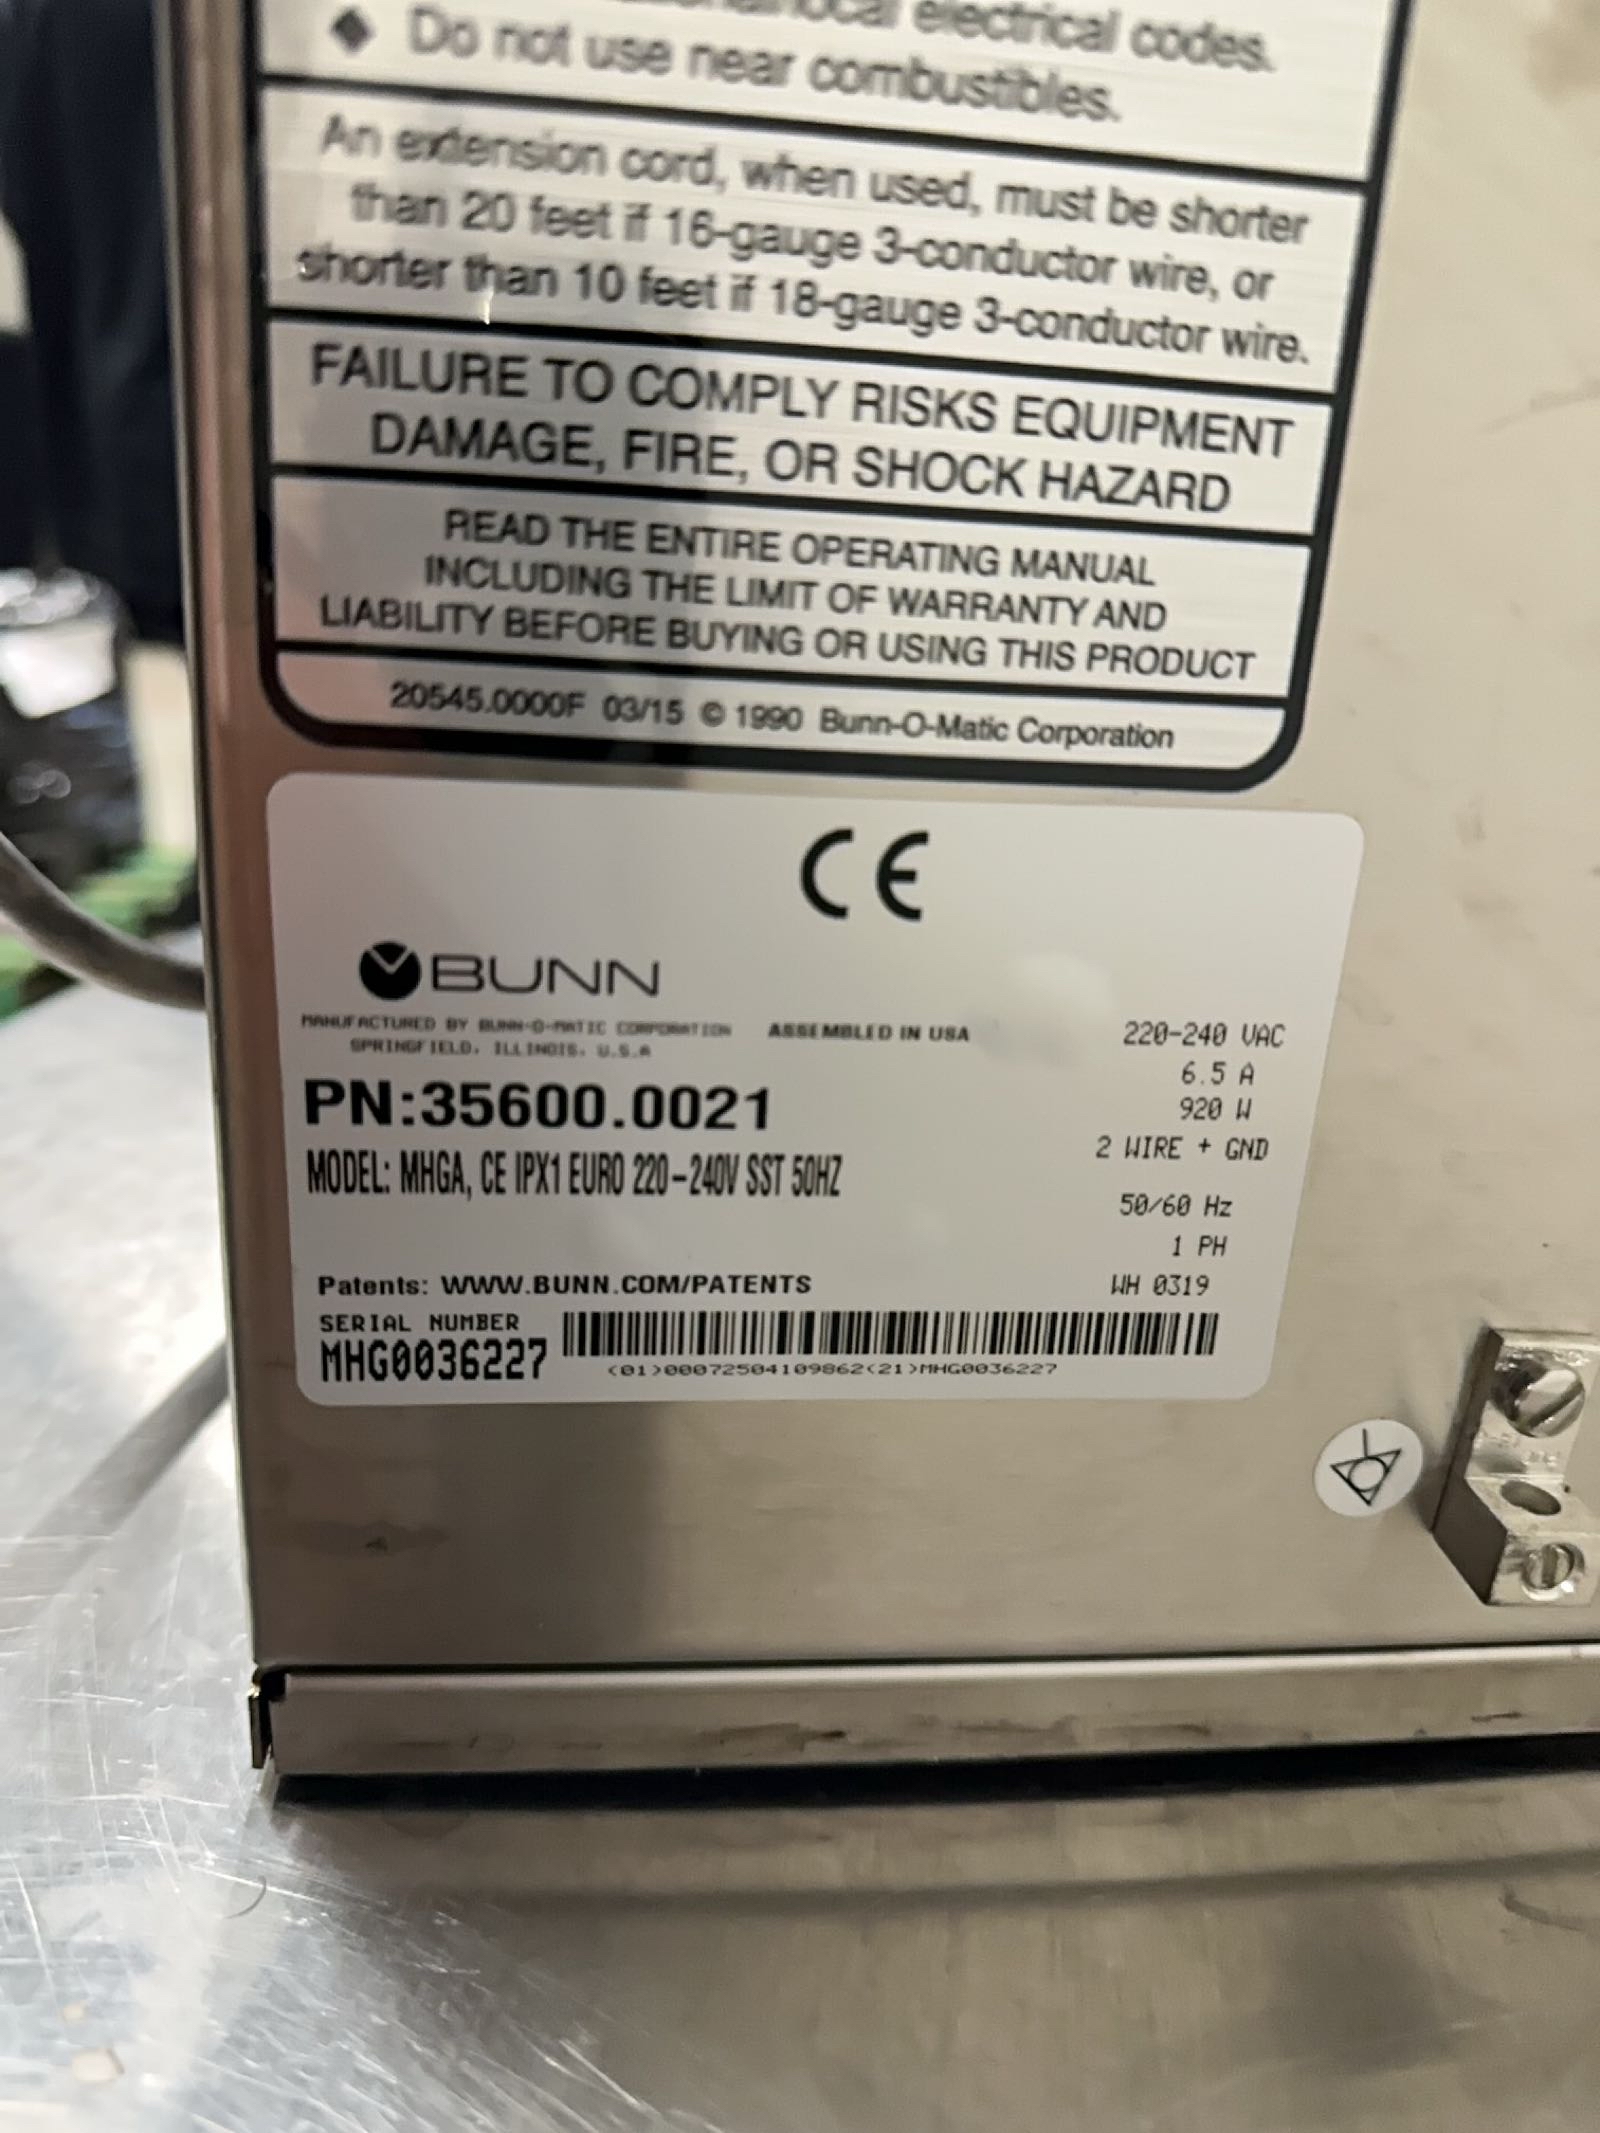 local electrical codes.
◆ Do not use near combustibles.
An extension cord, when used, must be shorter
than 20 feet if 16-gauge 3-conductor wire, or
shorter than 10 feet if 18-gauge 3-conductor wire.
FAILURE TO COMPLY RISKS EQUIPMENT
DAMAGE, FIRE, OR SHOCK HAZARD
READ THE ENTIRE OPERATING MANUAL
INCLUDING THE LIMIT OF WARRANTY AND
LIABILITY BEFORE BUYING OR USING THIS PRODUCT
20545.0000F 03/15 © 1990 Bunn-O-Matic Corporation
CE
BUNN
MANUFACTURED BY BUNN-O-MATIC CORPORATION
SPRINGFIELD, ILLINOIS, U.S.A
ASSEMBLED IN USA
220-240 VAC
6.5 A
920 W
2 WIRE + GND
50/60 Hz
1 PH
WH 0319
PN:35600.0021
MODEL: MHGA, CE IPX1 EURO 220-240V SST 50HZ
Patents: WWW.BUNN.COM/PATENTS
SERIAL NUMBER
MHG0036227
(01)00072504109862(21)MHG0036227